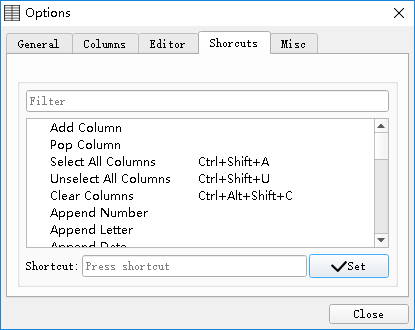 Options
General Columns Editor Shorcuts Misc
Filter
Add Column
Pop Column
Select All Columns Ctrl+Shift+A
Unselect All Columns Ctrl+Shift+U
Clear Columns Ctrl+Alt+Shift+C
Append Number
Append Letter
Append Date
Shortcut: Press shortcut Set
Close